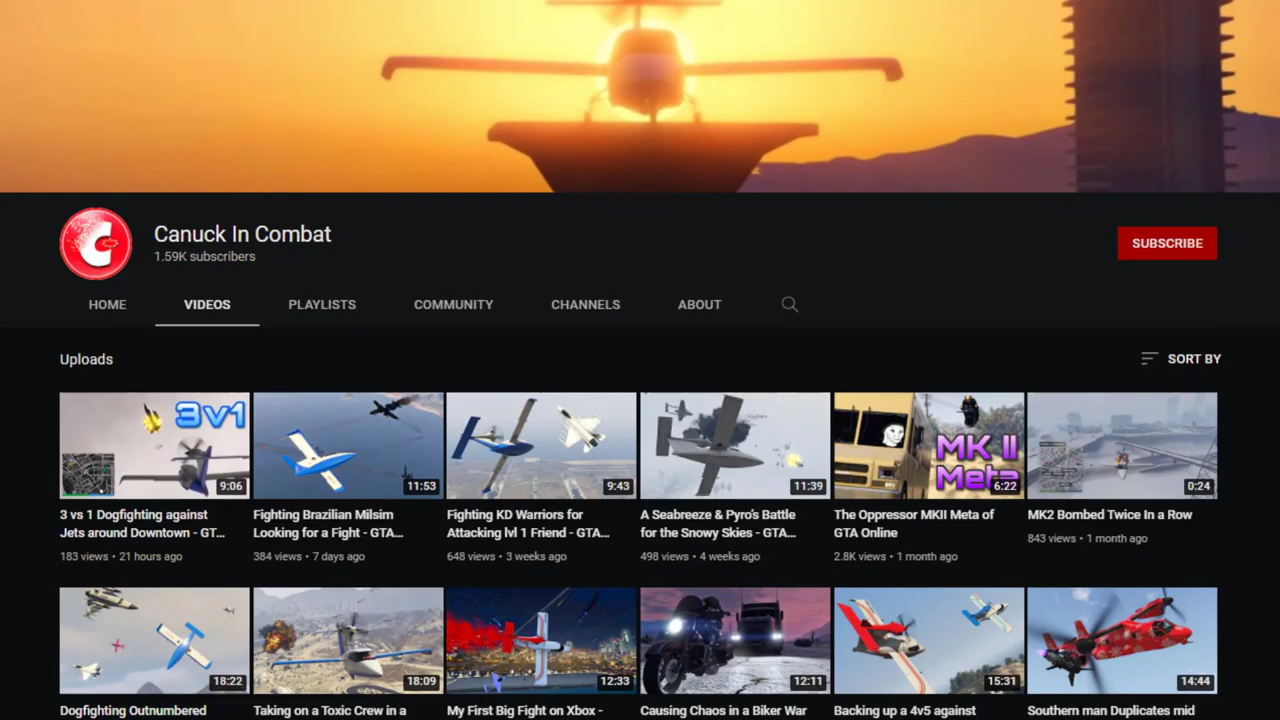 Canuck In Combat
1.59K subscribers
SUBSCRIBE
HOME VIDEOS PLAYLISTS COMMUNITY CHANNELS ABOUT
Uploads
SORT BY
3v1
9:06
11:53
9:43
11:39
MK II
Meta
6:22
0:24
3 vs 1 Dogfighting against
Jets around Downtown - GT...
183 views • 21 hours ago
Fighting Brazilian Milsim
Looking for a Fight - GTA...
384 views • 7 days ago
Fighting KD Warriors for
Attacking lvl 1 Friend - GTA...
648 views • 3 weeks ago
A Seabreeze & Pyro's Battle
for the Snowy Skies - GTA...
498 views • 4 weeks ago
The Oppressor MKII Meta of
GTA Online
2.8K views • 1 month ago
MK2 Bombed Twice In a Row
843 views • 1 month ago
18:22
18:09
12:33
12:11
15:31
14:44
Dogfighting Outnumbered
Taking on a Toxic Crew in a
My First Big Fight on Xbox -
Causing Chaos in a Biker War
Backing up a 4v5 against
Southern man Duplicates mid